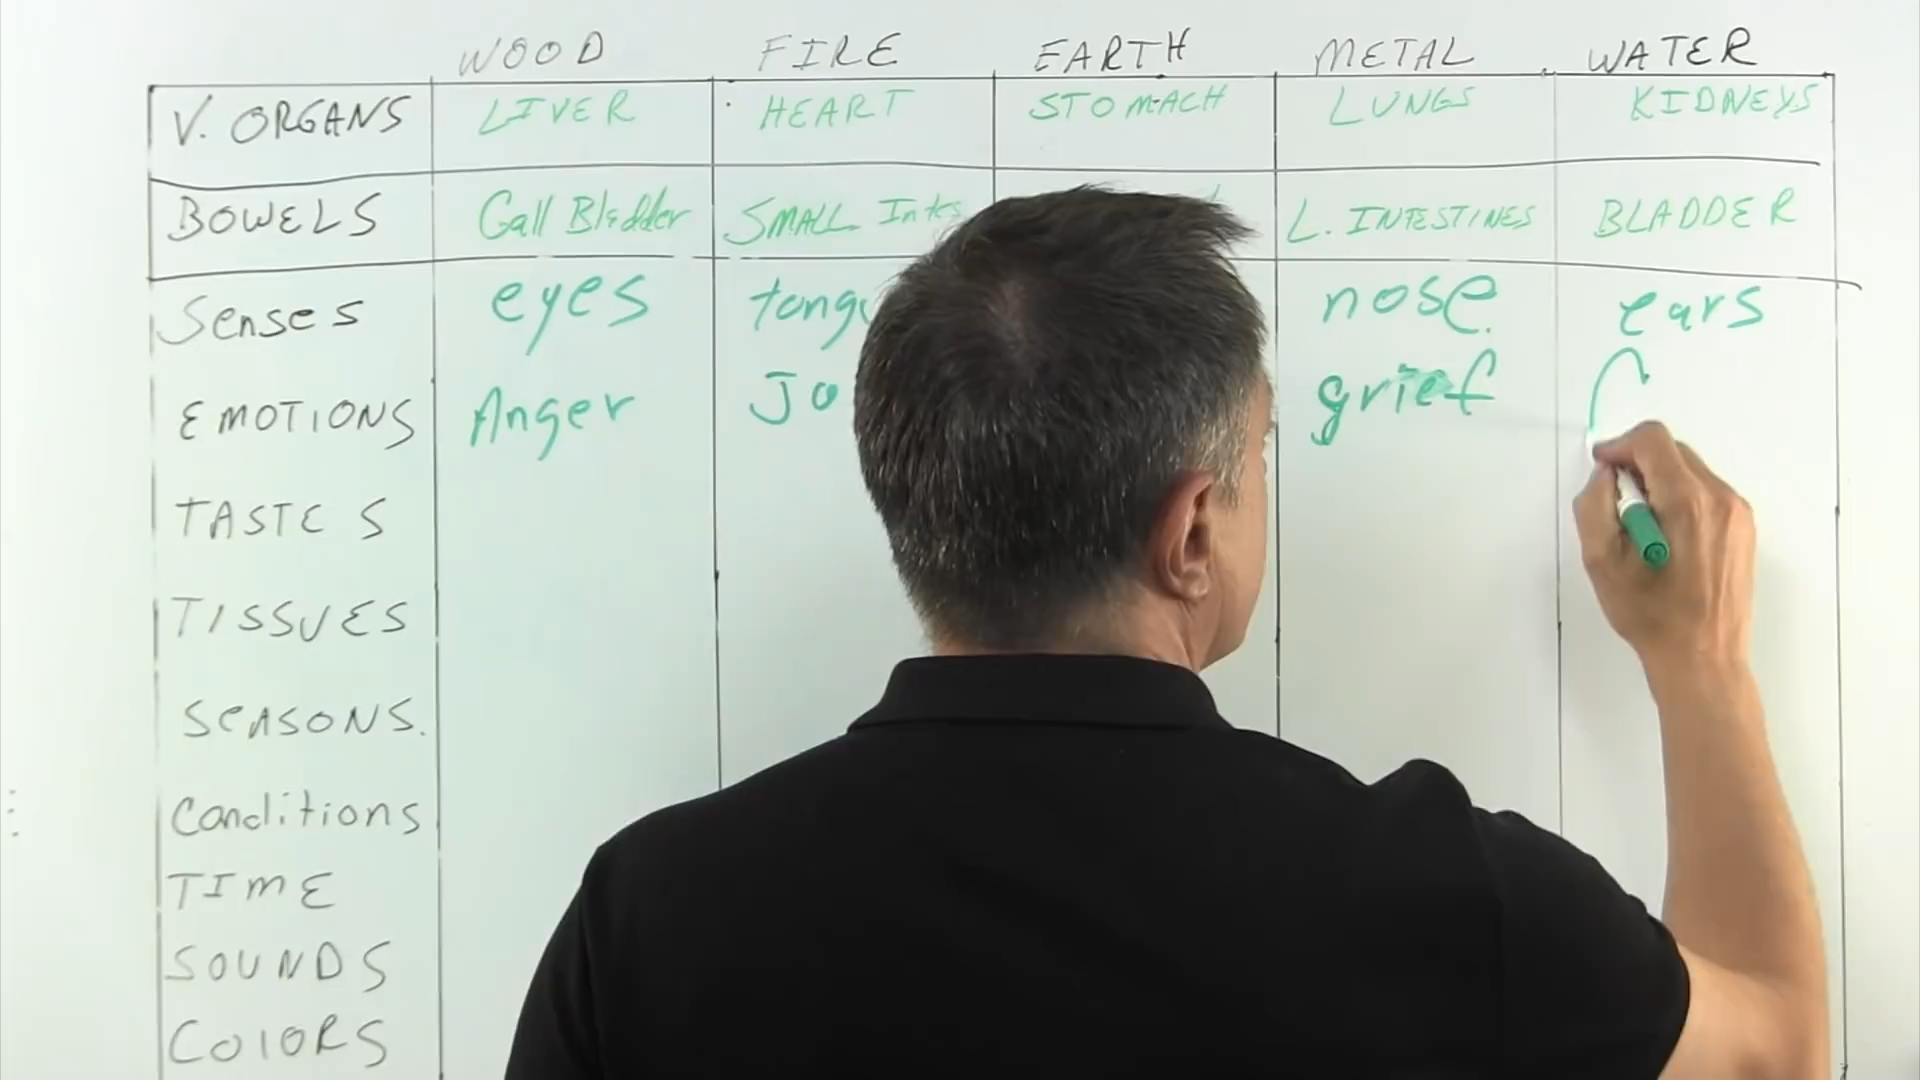 WOOD FIRE EARTH METAL WATER
V. ORGANS LIVER HEART STOMACH LUNGS KIDNEYS
BOWELS Gall Bladder SMALL L. INTESTINES BLADDER
Senses eyes nose ears
EMOTIONS Anger grief
TASTES
TISSUES
SEASONS.
Conditions
TIME
SOUNDS
COlORS